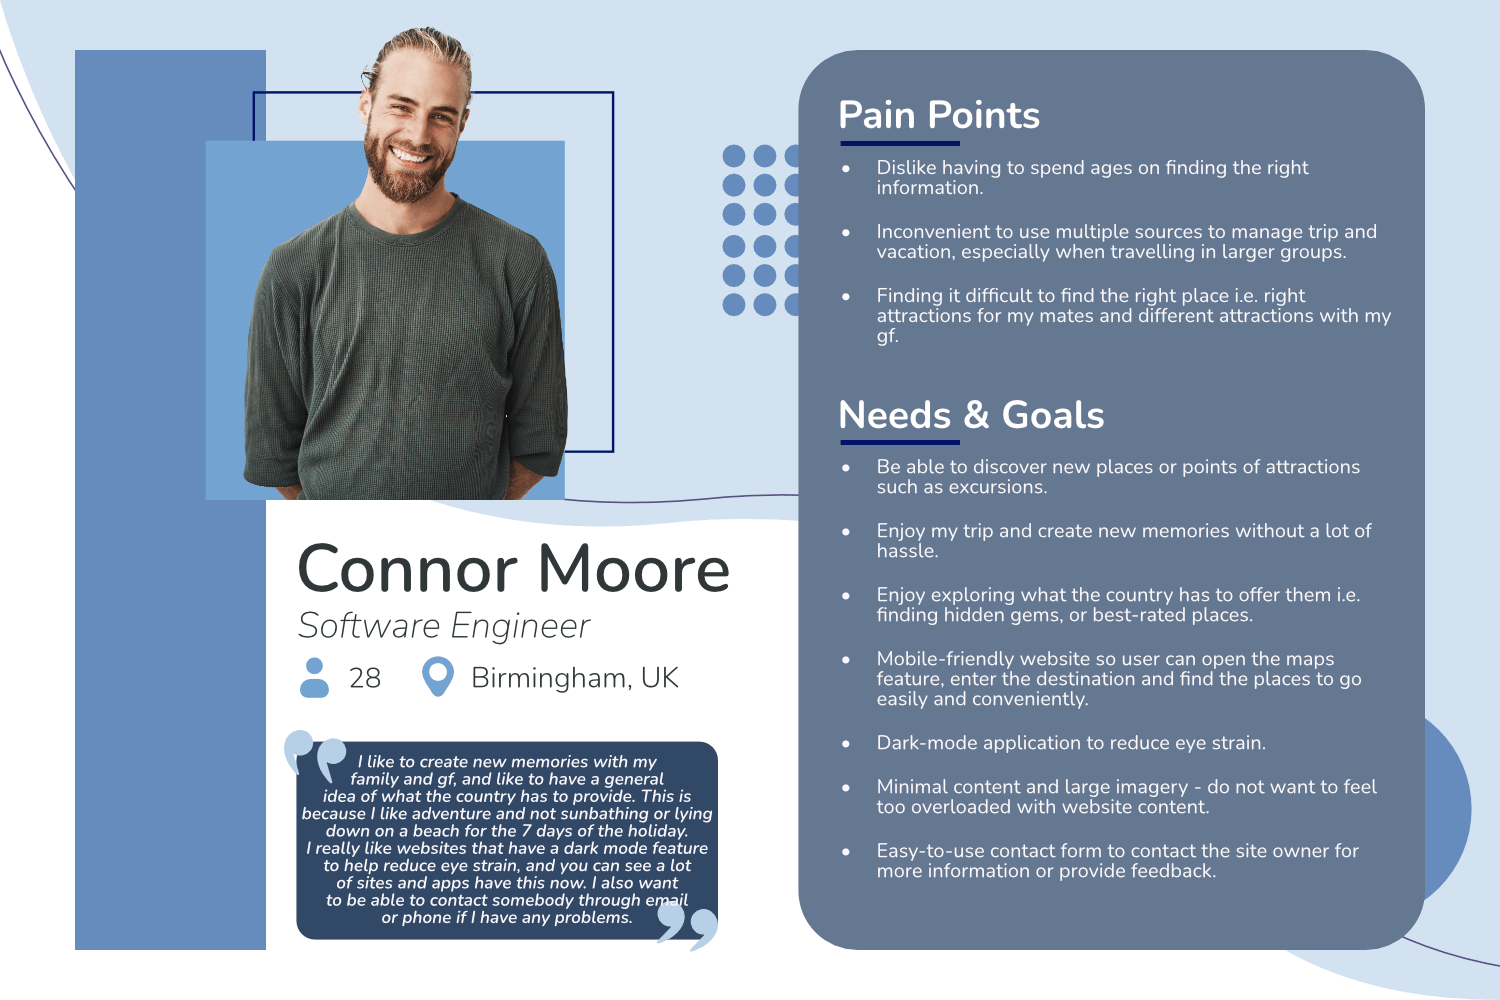 Connor Moore
Software Engineer
28
Birmingham, UK
I like to create new memories with my
family and gf, and like to have a general
idea of what the country has to provide. This is
because I like adventure and not sunbathing or lying
down on a beach for the 7 days of the holiday.
I really like websites that have a dark mode feature
to help reduce eye strain, and you can see a lot
of sites and apps have this now. I also want
to be able to contact somebody through email
or phone if I have any problems.
Pain Points
• Dislike having to spend ages on finding the right
information.
• Inconvenient to use multiple sources to manage trip and
vacation, especially when travelling in larger groups.
• Finding it difficult to find the right place i.e. right
attractions for my mates and different attractions with my
gf.
Needs & Goals
• Be able to discover new places or points of attractions
such as excursions.
• Enjoy my trip and create new memories without a lot of
hassle.
• Enjoy exploring what the country has to offer them i.e.
finding hidden gems, or best-rated places.
• Mobile-friendly website so user can open the maps
feature, enter the destination and find the places to go
easily and conveniently.
• Dark-mode application to reduce eye strain.
• Minimal content and large imagery - do not want to feel
too overloaded with website content.
• Easy-to-use contact form to contact the site owner for
more information or provide feedback.